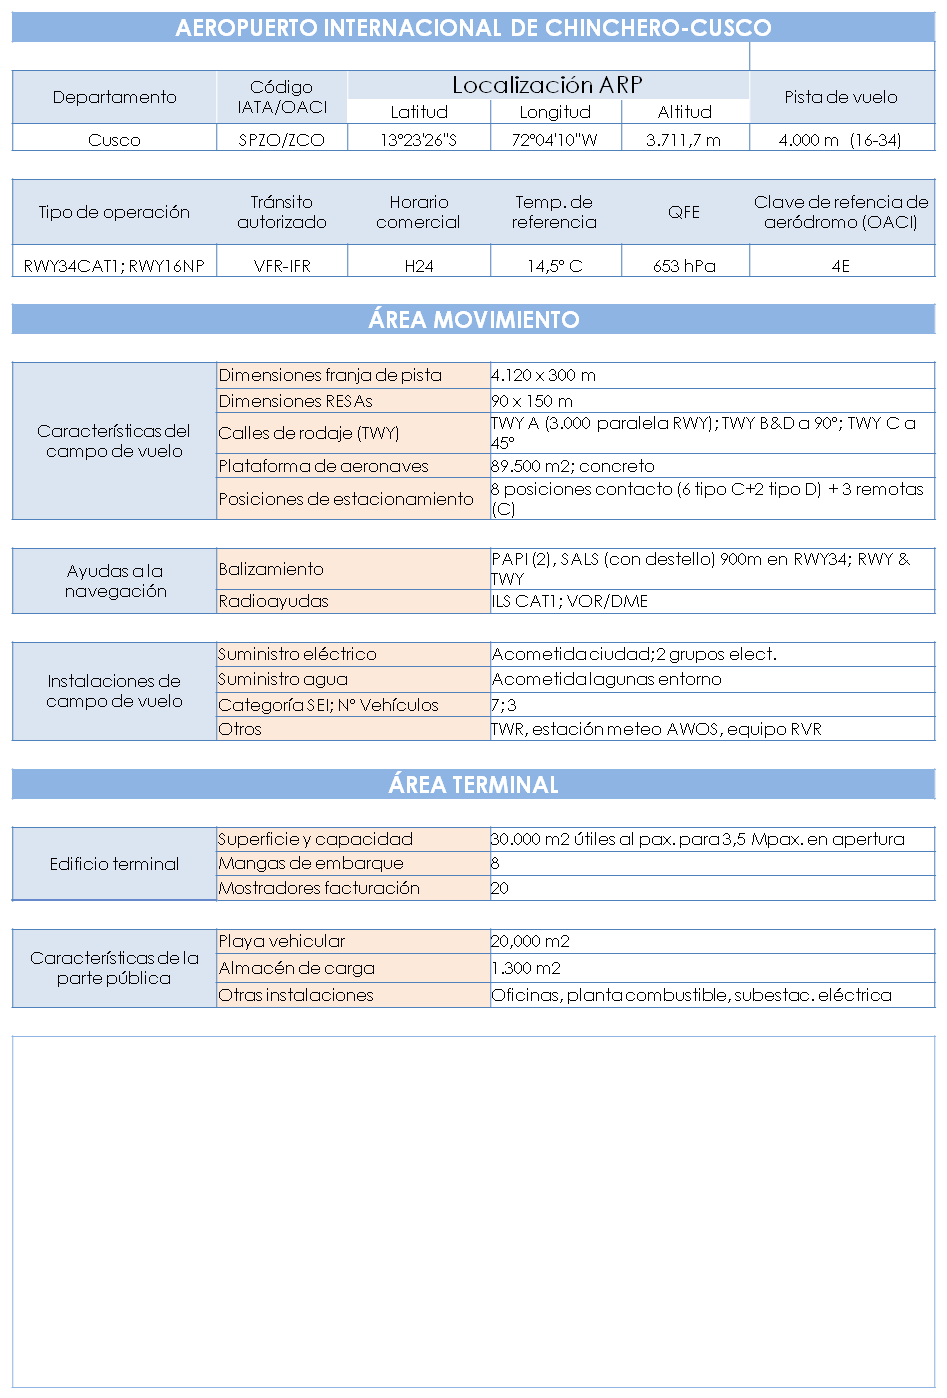 AEROPUERTO INTERNACIONAL DE CHINCHERO-CUSCO
Departamento
Código
IATA/OACI
Localización ARP
Latitud
Longitud
Altitud
Pista de vuelo
Cusco
SPZO/ZCO
13°23'26"S
72°04'10"W
3.711,7 m
4.000 m (16-34)
Tipo de operación
Tránsito
autorizado
Horario
comercial
Temp. de
referencia
QFE
Clave de refencia de
aeródromo (OACI)
RWY34CAT1; RWY16NP
VFR-IFR
H24
14,5º C
653 hPa
4E
ÁREA MOVIMIENTO
Características del
campo de vuelo
Dimensiones franja de pista
4.120 x 300 m
Dimensiones RESAs
90 x 150 m
Calles de rodaje (TWY)
TWY A (3.000 paralela RWY); TWY B&D a 90°; TWY C a
45°
Plataforma de aeronaves
89.500 m2; concreto
Posiciones de estacionamiento
8 posiciones contacto (6 tipo C+2 tipo D) + 3 remotas
(C)
Ayudas a la
navegación
Balizamiento
PAPI (2), SALS (con destello) 900m en RWY34; RWY &
TWY
Radioayudas
ILS CAT1; VOR/DME
Instalaciones de
campo de vuelo
Suministro eléctrico
Acometida ciudad; 2 grupos elect.
Suministro agua
Acometida lagunas entorno
Categoría SEI; Nº Vehículos
7; 3
Otros
TWR, estación meteo AWOS, equipo RVR
ÁREA TERMINAL
Edificio terminal
Superficie y capacidad
30.000 m2 útiles al pax. para 3,5 Mpax. en apertura
Mangas de embarque
8
Mostradores facturación
20
Características de la
parte pública
Playa vehicular
20,000 m2
Almacén de carga
1.300 m2
Otras instalaciones
Oficinas, planta combustible, subestac. eléctrica